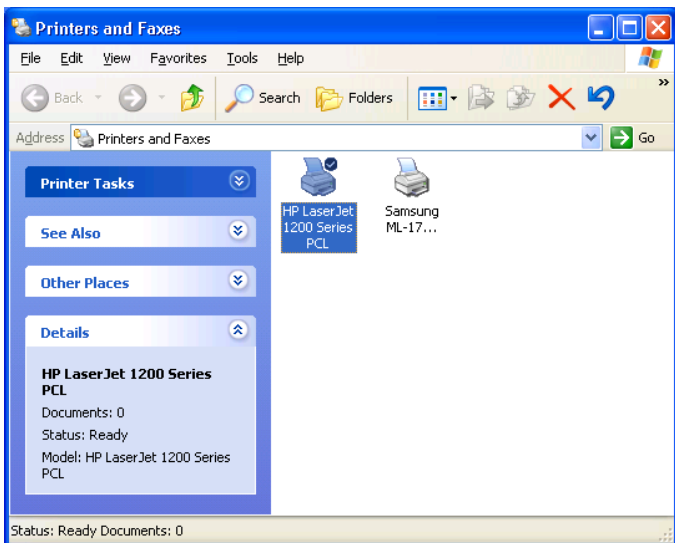 Printers and Faxes
File Edit View Favorites Tools Help
Back Search Folders »
Address Printers and Faxes Go
Printer Tasks
See Also
Other Places
Details
HP LaserJet 1200 Series
PCL
Documents: 0
Status: Ready
Model: HP LaserJet 1200 Series
PCL
HP LaserJet
1200 Series
PCL
Samsung
ML-17...
Status: Ready Documents: 0